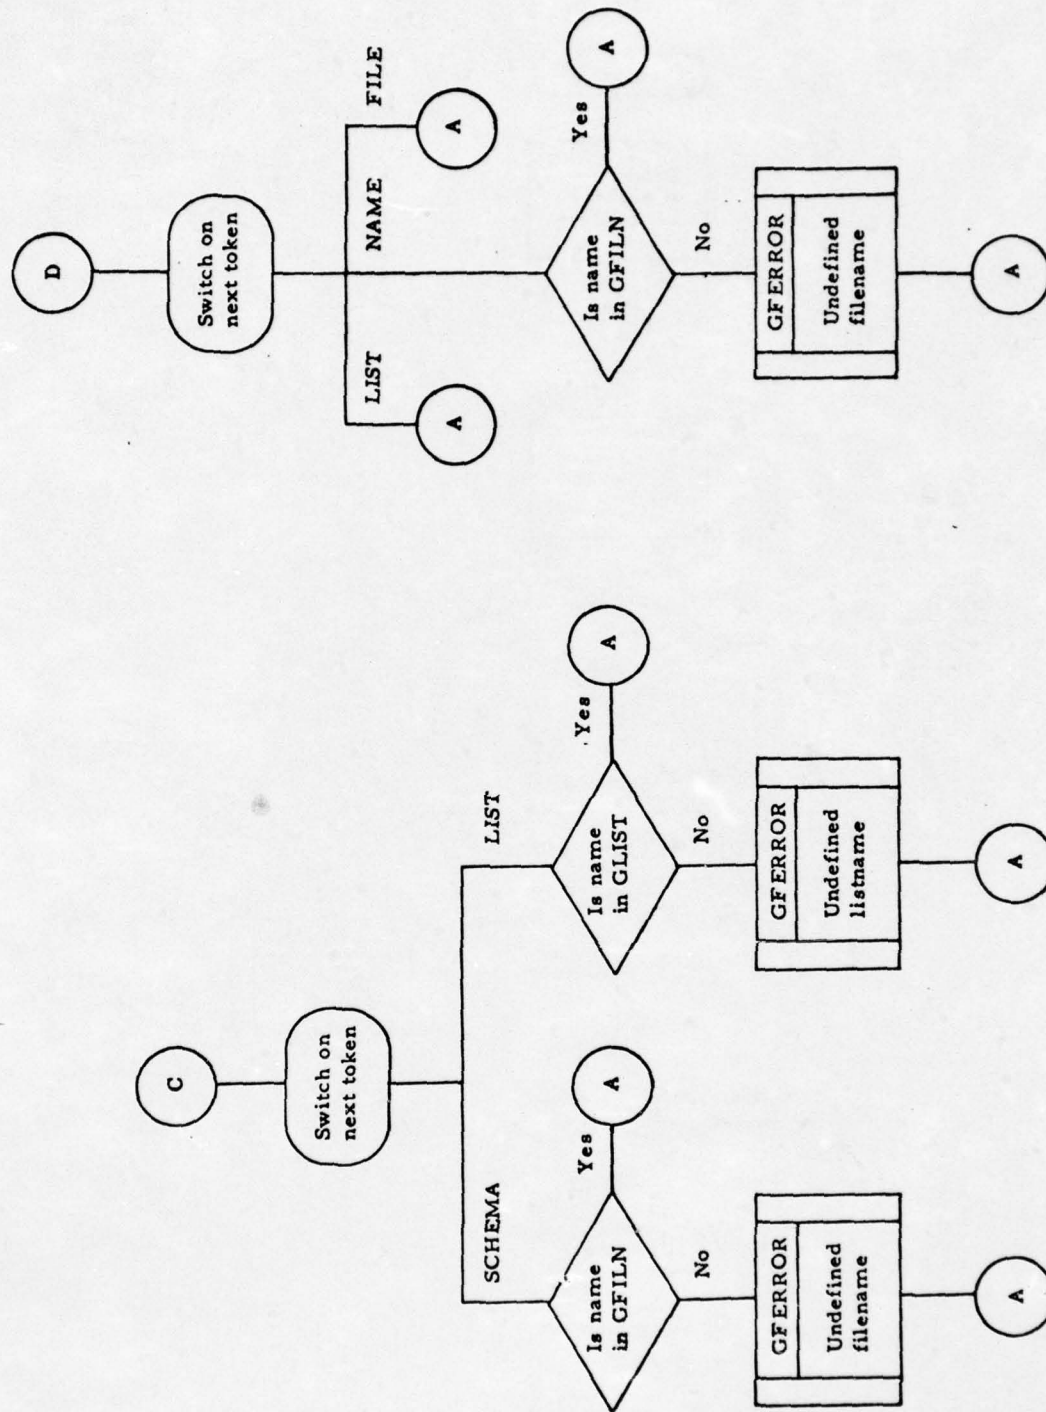 C
Switch on
next token
SCHEMA
LIST
Is name
in GFILN
Yes
A
Is name
in GLIST
Yes
A
No
No
GFERROR
Undefined
filename
GFERROR
Undefined
listname
A
A
D
Switch on
next token
LIST
NAME
FILE
A
A
Is name
in GFILN
Yes
A
No
GFERROR
Undefined
filename
A